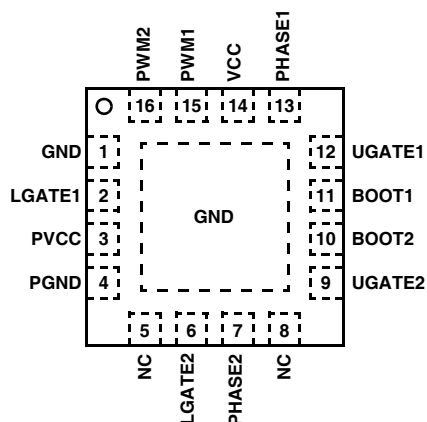 PWM2
PWM1
VCC
PHASE1
16 15 14 13
GND 1
12 UGATE1
LGATE1 2
11 BOOT1
GND
PVCC 3
10 BOOT2
PGND 4
9 UGATE2
5 6 7 8
NC
LGATE2
PHASE2
NC